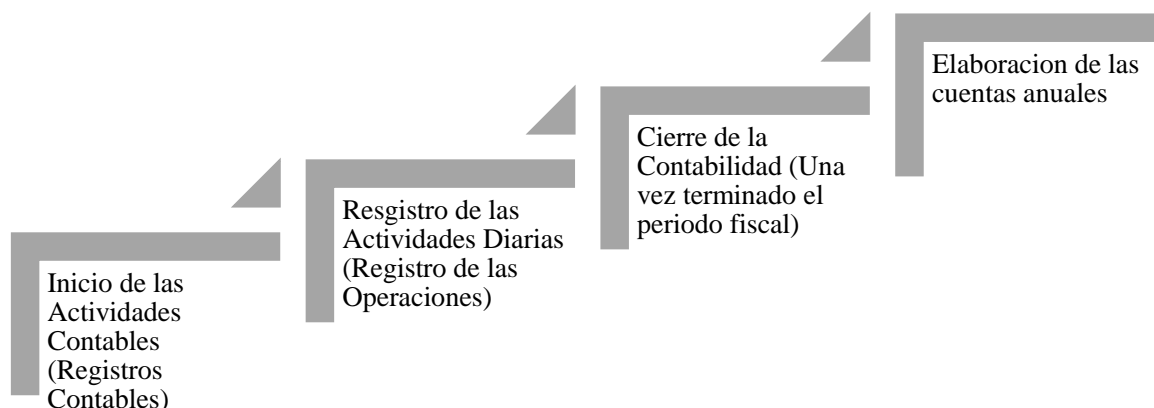 Inicio de las
Actividades
Contables
(Registros
Contables)
Resgistro de las
Actividades Diarias
(Registro de las
Operaciones)
Cierre de la
Contabilidad (Una
vez terminado el
periodo fiscal)
Elaboracion de las
cuentas anuales